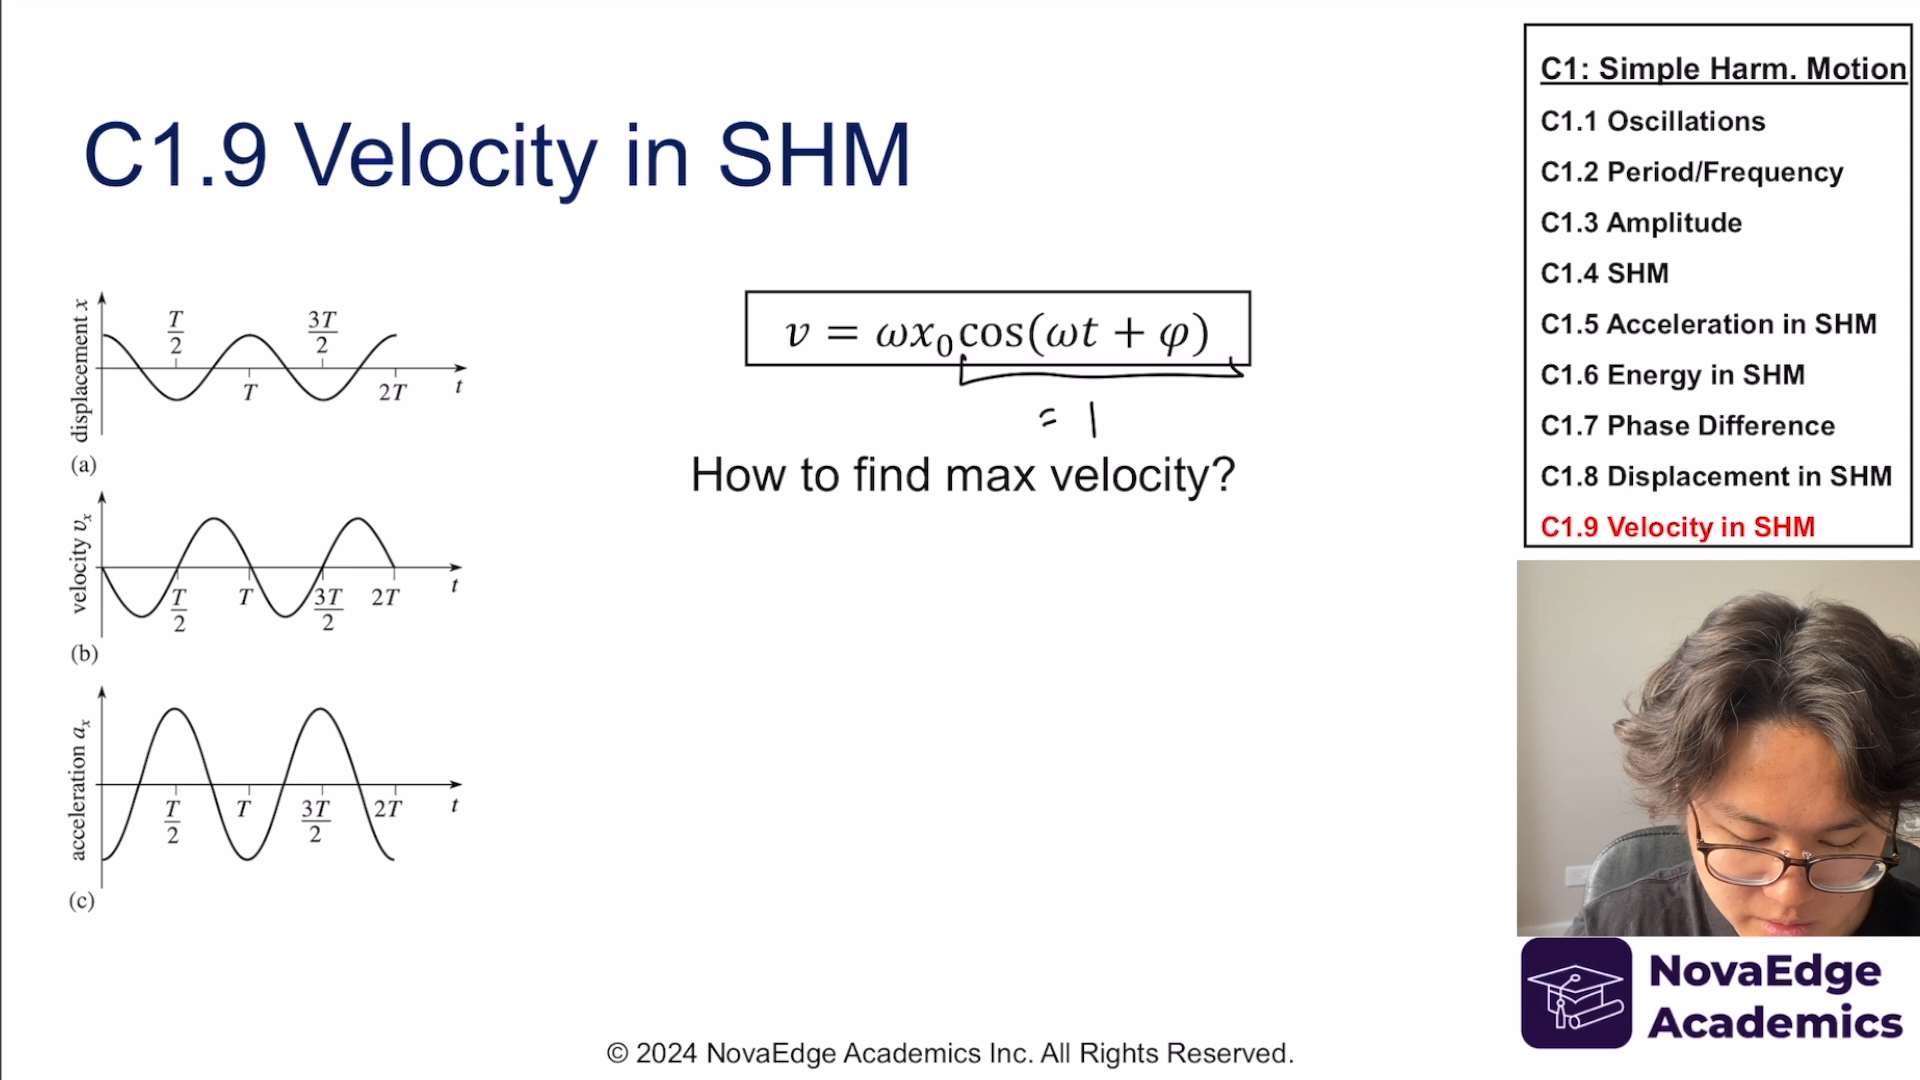 C1.9 Velocity in SHM
displacement x
T/2
3T/2
T
2T
t
(a)
velocity vₓ
T/2
T
3T/2
2T
t
(b)
acceleration aₓ
T/2
T
3T/2
2T
t
(c)
v = ωx₀cos(ωt + φ)
= 1
How to find max velocity?
C1: Simple Harm. Motion
C1.1 Oscillations
C1.2 Period/Frequency
C1.3 Amplitude
C1.4 SHM
C1.5 Acceleration in SHM
C1.6 Energy in SHM
C1.7 Phase Difference
C1.8 Displacement in SHM
C1.9 Velocity in SHM
NovaEdge
Academics
© 2024 NovaEdge Academics Inc. All Rights Reserved.